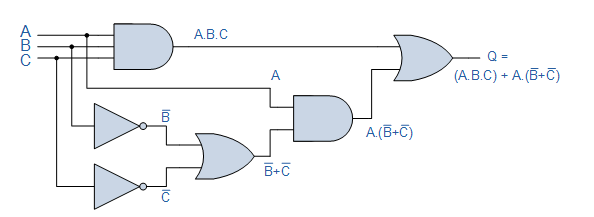 A
B
C
A.B.C
Q =
(A.B.C) + A.(B̅+C̅)
A
B̅
A.(B̅+C̅)
B̅+C̅
C̅